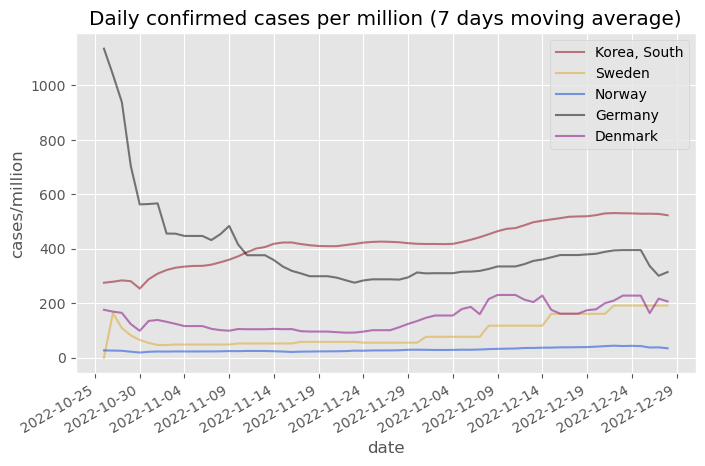 Daily confirmed cases per million (7 days moving average)
cases/million
1000
800
600
400
200
0
Korea, South
Sweden
Norway
Germany
Denmark
2022-10-25
2022-10-30
2022-11-04
2022-11-09
2022-11-14
2022-11-19
2022-11-24
2022-11-29
2022-12-04
2022-12-09
2022-12-14
2022-12-19
2022-12-24
2022-12-29
date